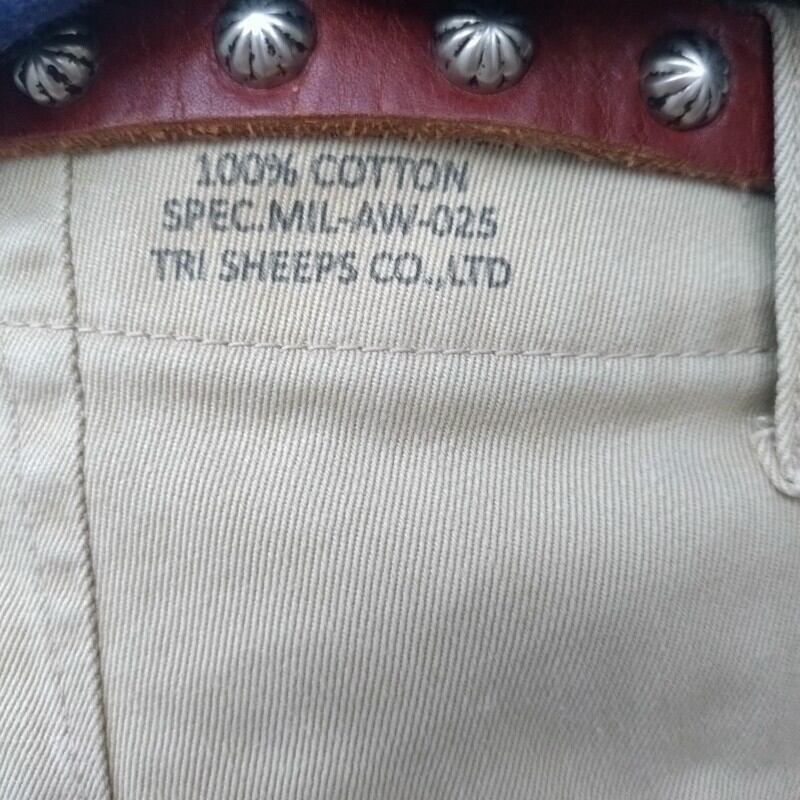 100% COTTON
SPEC.MIL-AW-025
TRI SHEEPS CO.,LTD